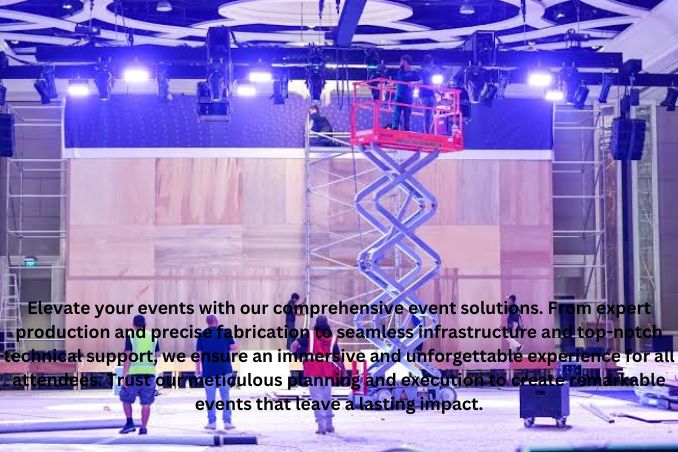 Elevate your events with our comprehensive event solutions. From expert
production and precise fabrication to seamless infrastructure and top-notch
technical support, we ensure an immersive and unforgettable experience for all
attendees. Trust our meticulous planning and execution to create remarkable
events that leave a lasting impact.